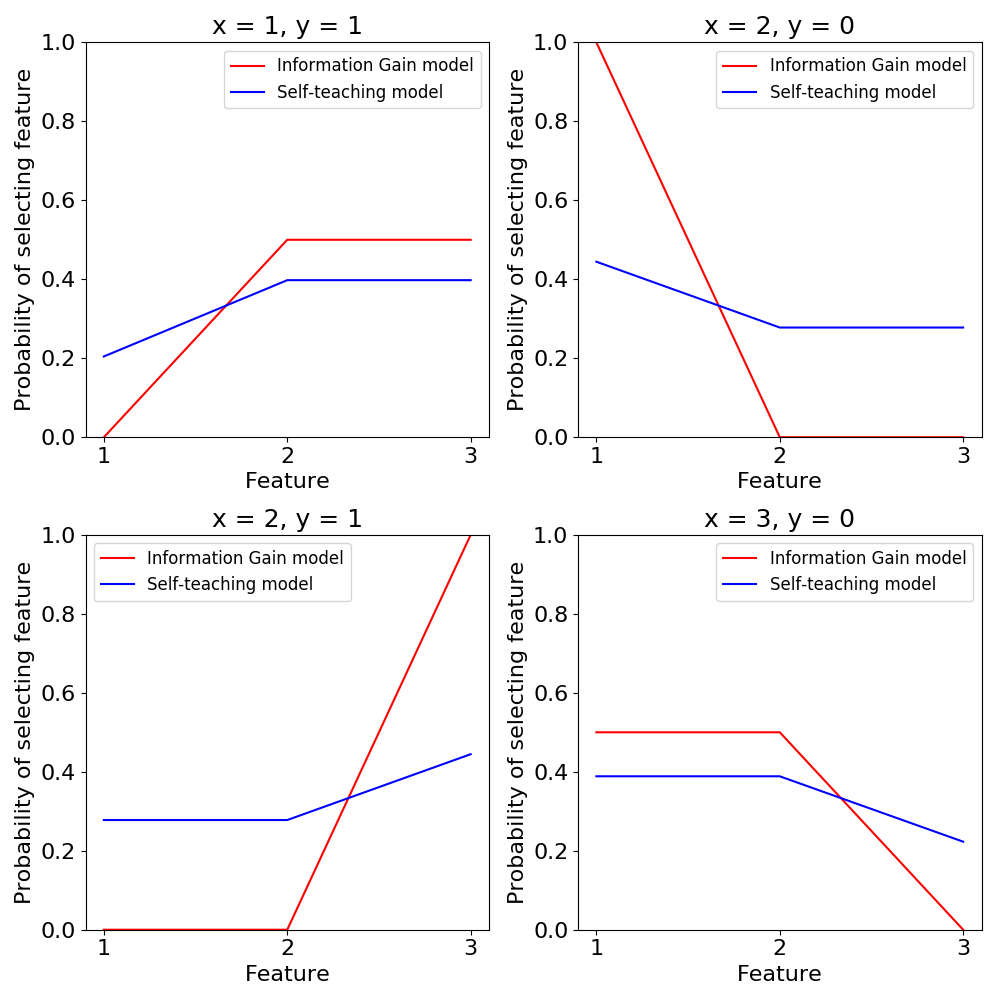 x = 1, y = 1
Information Gain model
Self-teaching model
Probability of selecting feature
1.0
0.8
0.6
0.4
0.2
0.0
1 2 3
Feature
x = 2, y = 0
Information Gain model
Self-teaching model
Probability of selecting feature
1.0
0.8
0.6
0.4
0.2
0.0
1 2 3
Feature
x = 2, y = 1
Information Gain model
Self-teaching model
Probability of selecting feature
1.0
0.8
0.6
0.4
0.2
0.0
1 2 3
Feature
x = 3, y = 0
Information Gain model
Self-teaching model
Probability of selecting feature
1.0
0.8
0.6
0.4
0.2
0.0
1 2 3
Feature